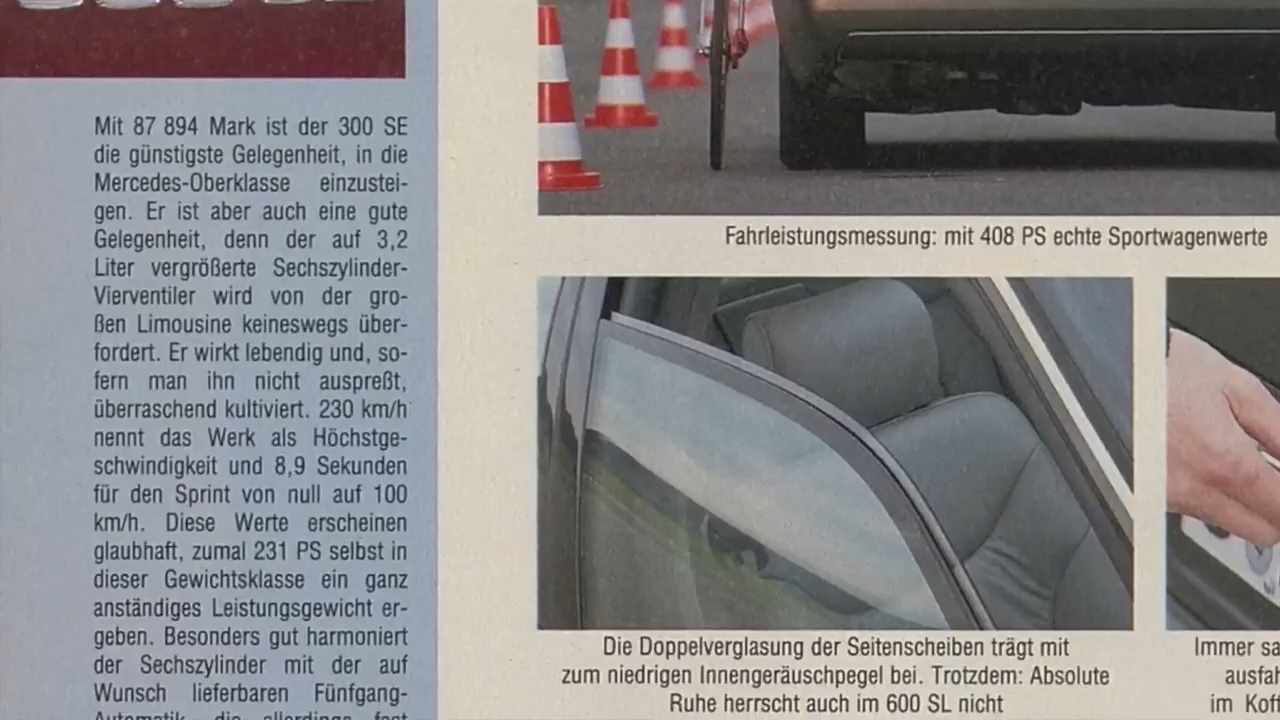 Mit 87 894 Mark ist der 300 SE
die günstigste Gelegenheit, in die
Mercedes-Oberklasse einzustei-
gen. Er ist aber auch eine gute
Gelegenheit, denn der auf 3,2
Liter vergrößerte Sechszylinder-
Vierventiler wird von der gro-
ßen Limousine keineswegs über-
fordert. Er wirkt lebendig und, so-
fern man ihn nicht auspreßt,
überraschend kultiviert. 230 km/h
nennt das Werk als Höchstge-
schwindigkeit und 8,9 Sekunden
für den Sprint von null auf 100
km/h. Diese Werte erscheinen
glaubhaft, zumal 231 PS selbst in
dieser Gewichtsklasse ein ganz
anständiges Leistungsgewicht er-
geben. Besonders gut harmoniert
der Sechszylinder mit der auf
Wunsch lieferbaren Fünfgang-
Automatik, die allerdings fast
Fahrleistungsmessung: mit 408 PS echte Sportwagenwerte
Die Doppelverglasung der Seitenscheiben trägt mit
zum niedrigen Innengeräuschpegel bei. Trotzdem: Absolute
Ruhe herrscht auch im 600 SL nicht
Immer sa
ausfah
im Koff